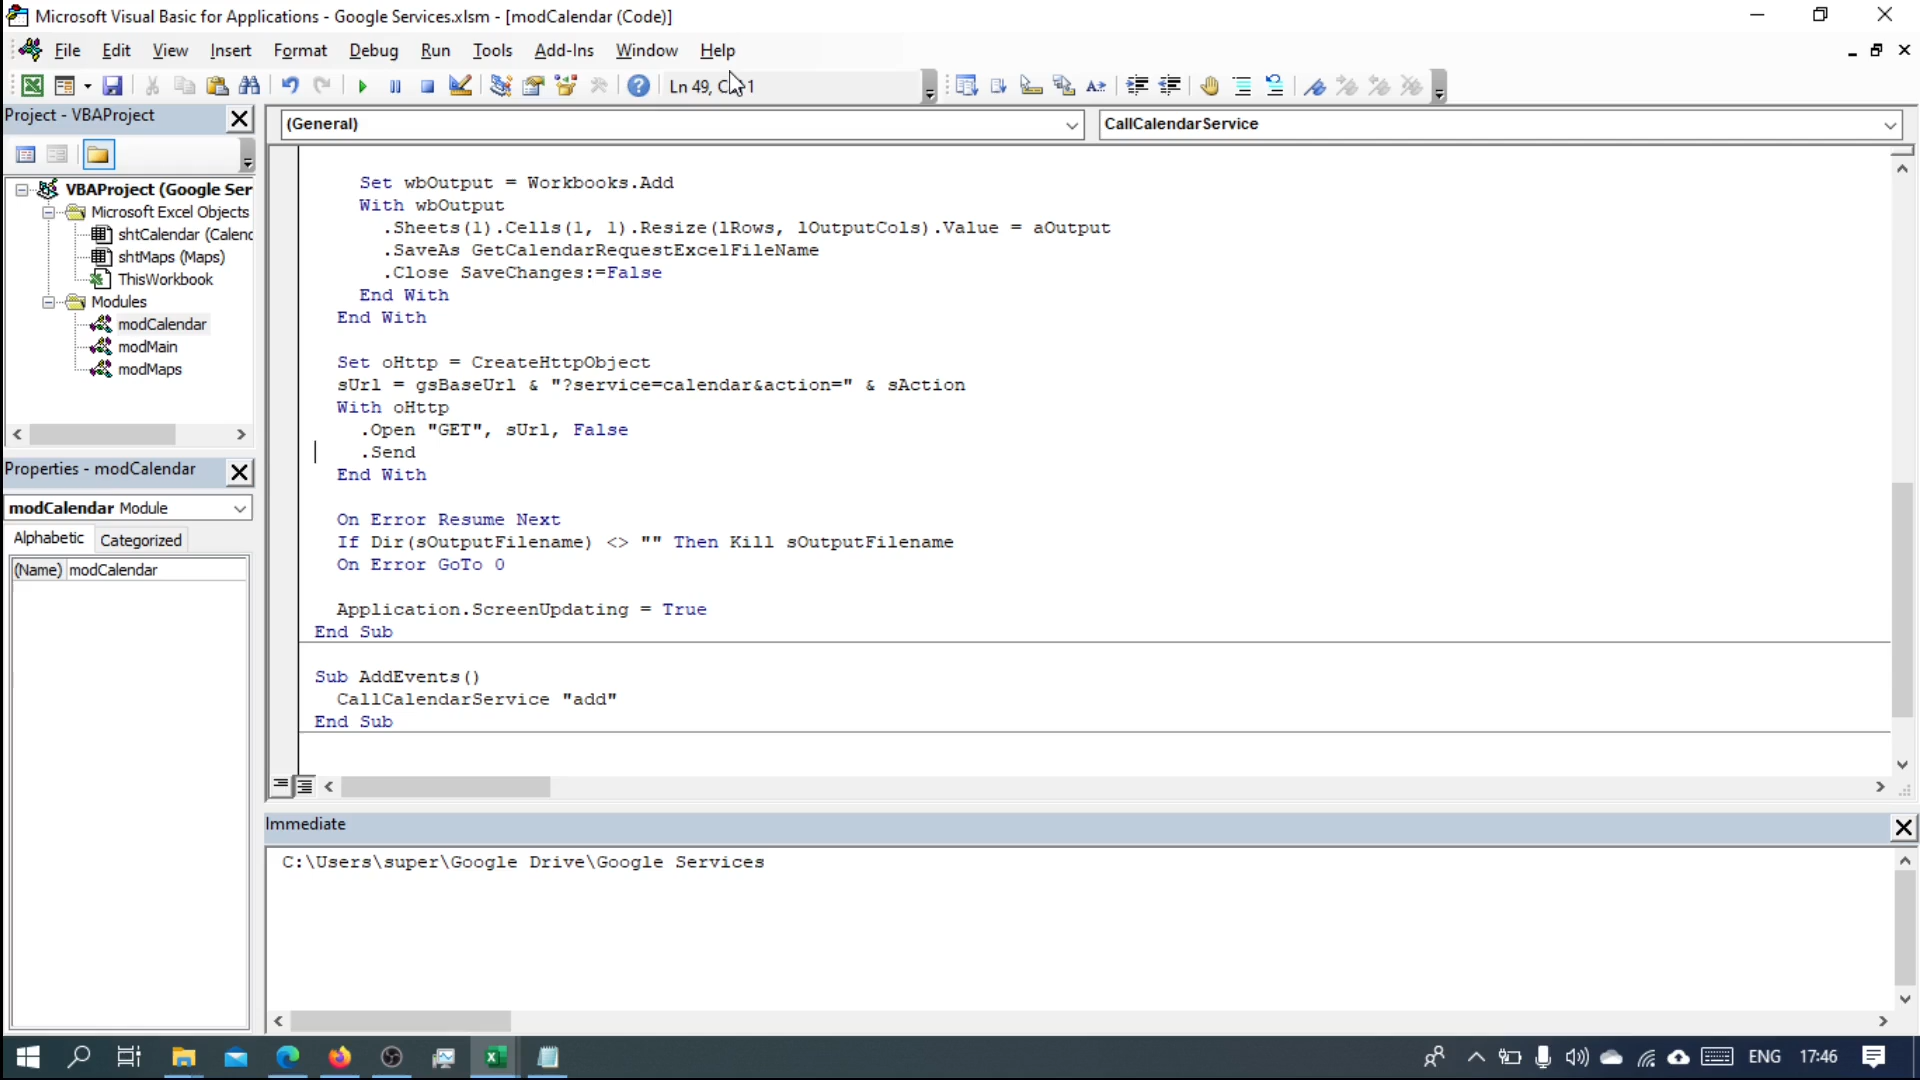 Microsoft Visual Basic for Applications - Google Services.xlsm - [modCalendar (Code)]
File Edit View Insert Format Debug Run Tools Add-Ins Window Help
Ln 49, C 1
Project - VBAProject
(General)
CallCalendarService
VBAProject (Google Ser
Microsoft Excel Objects
shtCalendar (Calenc
shtMaps (Maps)
ThisWorkbook
Modules
modCalendar
modMain
modMaps
Properties - modCalendar
modCalendar Module
Alphabetic Categorized
(Name) modCalendar
Set wbOutput = Workbooks.Add
With wbOutput
.Sheets(1).Cells(1, 1).Resize(lRows, lOutputCols).Value = aOutput
.SaveAs GetCalendarRequestExcelFileName
.Close SaveChanges:=False
End With
End With
Set oHttp = CreateHttpObject
sUrl = gsBaseUrl & "?service=calendar&action=" & sAction
With oHttp
.Open "GET", sUrl, False
.Send
End With
On Error Resume Next
If Dir(sOutputFilename) <> "" Then Kill sOutputFilename
On Error GoTo 0
Application.ScreenUpdating = True
End Sub
Sub AddEvents()
CallCalendarService "add"
End Sub
Immediate
C:\Users\super\Google Drive\Google Services
ENG 17:46